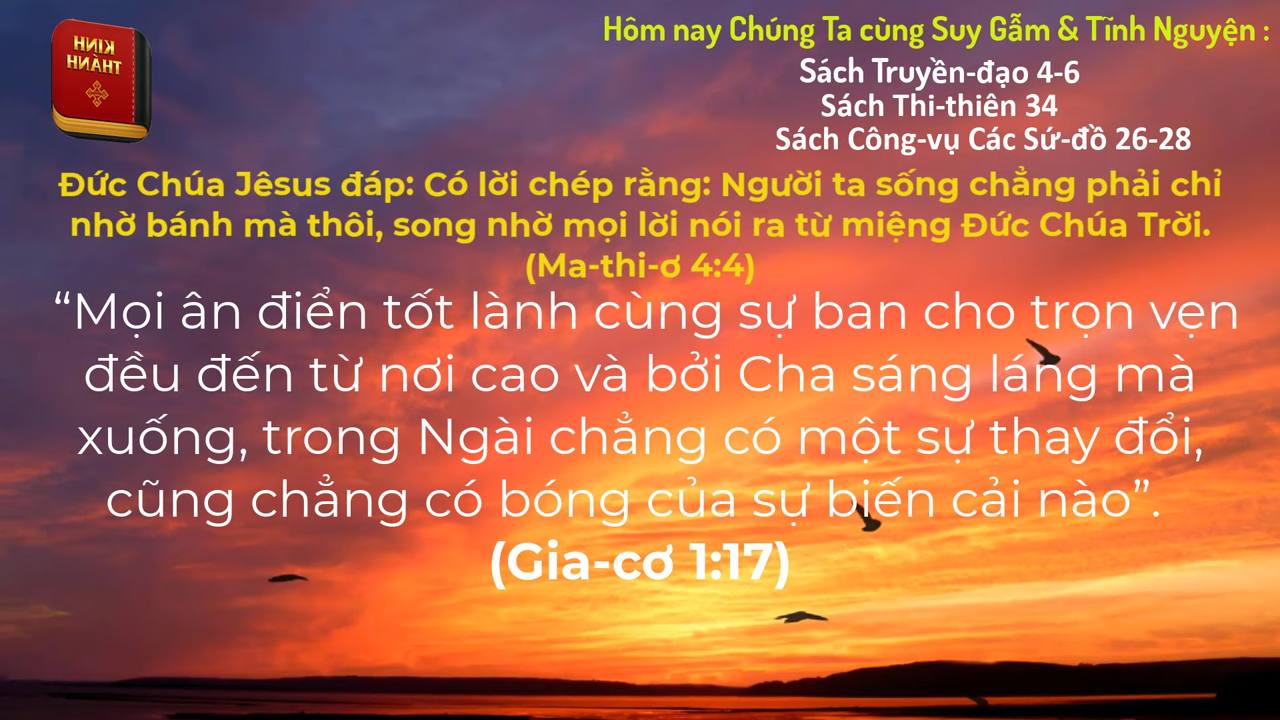 KINH
THÁNH
Hôm nay Chúng Ta cùng Suy Gẫm & Tĩnh Nguyện :
Sách Truyền-đạo 4-6
Sách Thi-thiên 34
Sách Công-vụ Các Sứ-đồ 26-28
Đức Chúa Jêsus đáp: Có lời chép rằng: Người ta sống chẳng phải chỉ
nhờ bánh mà thôi, song nhờ mọi lời nói ra từ miệng Đức Chúa Trời.
(Ma-thi-ơ 4:4)
“Mọi ân điển tốt lành cùng sự ban cho trọn vẹn
đều đến từ nơi cao và bởi Cha sáng láng mà
xuống, trong Ngài chẳng có một sự thay đổi,
cũng chẳng có bóng của sự biến cải nào”.
(Gia-cơ 1:17)